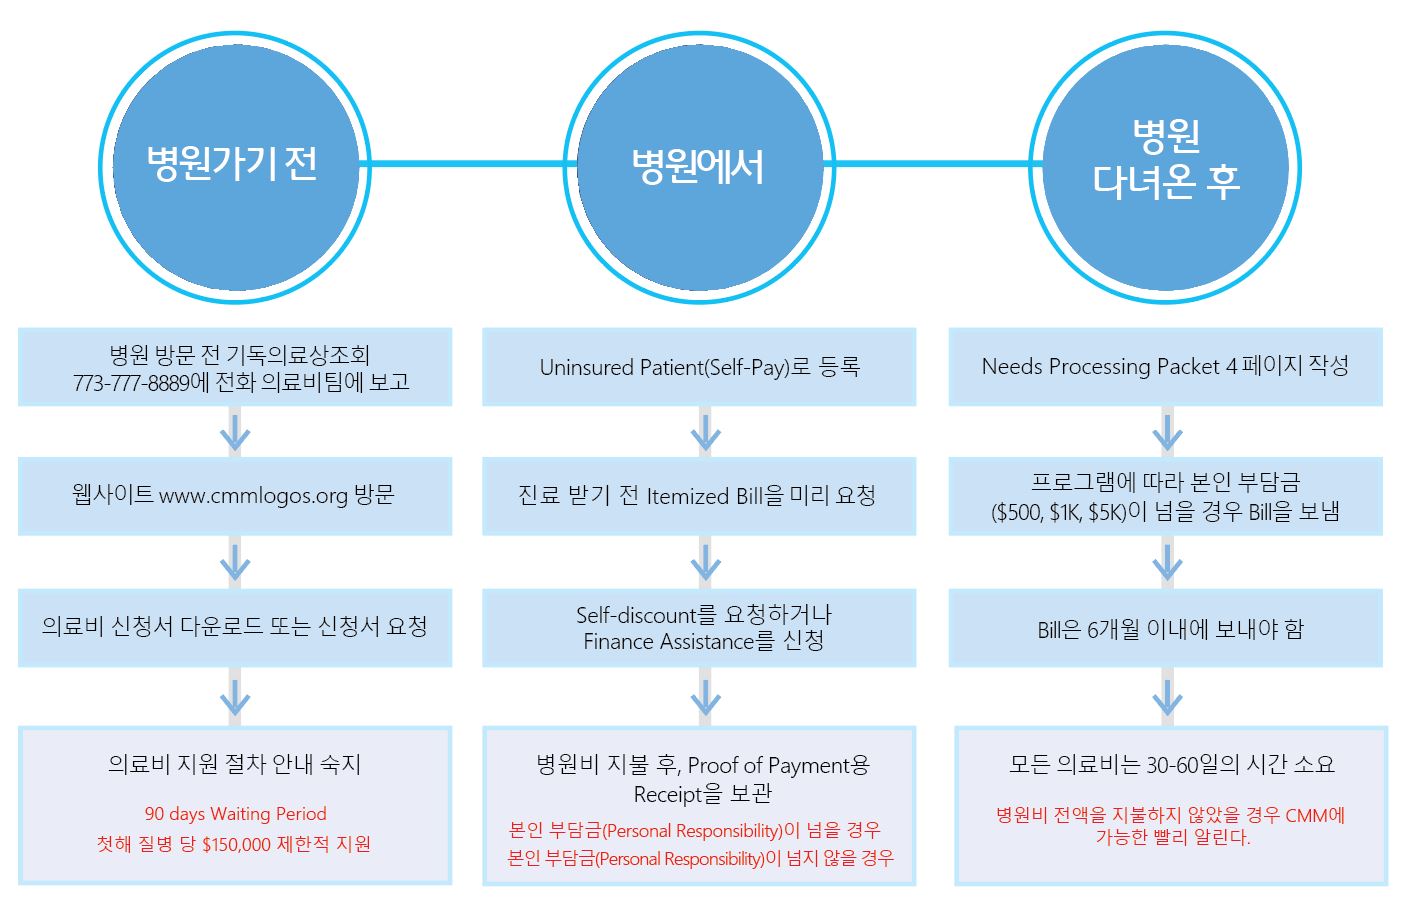 병원가기 전
병원에서
병원
다녀온 후
병원 방문 전 기독의료상조회
773-777-8889에 전화 의료비팀에 보고
웹사이트 www.cmmlogos.org 방문
의료비 신청서 다운로드 또는 신청서 요청
의료비 지원 절차 안내 숙지
90 days Waiting Period
첫해 질병 당 $150,000 제한적 지원
Uninsured Patient(Self-Pay)로 등록
진료 받기 전 Itemized Bill을 미리 요청
Self-discount를 요청하거나
Finance Assistance를 신청
병원비 지불 후, Proof of Payment용
Receipt을 보관
본인 부담금(Personal Responsibility)이 넘을 경우
본인 부담금(Personal Responsibility)이 넘지 않을 경우
Needs Processing Packet 4 페이지 작성
프로그램에 따라 본인 부담금
($500, $1K, $5K)이 넘을 경우 Bill을 보냄
Bill은 6개월 이내에 보내야 함
모든 의료비는 30-60일의 시간 소요
병원비 전액을 지불하지 않았을 경우 CMM에
가능한 빨리 알린다.